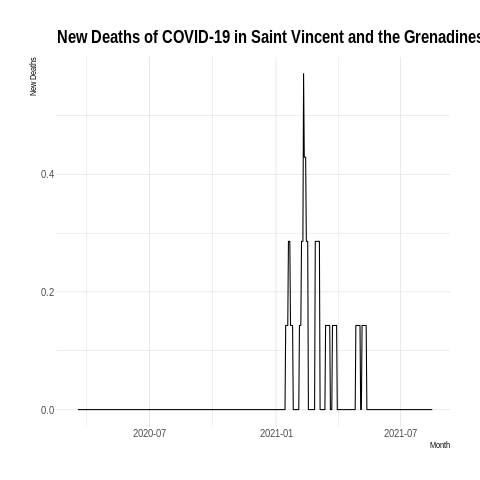 New Deaths of COVID-19 in Saint Vincent and the Grenadines
New Deaths
0.4
0.2
0.0
2020-07 2021-01 2021-07
Month